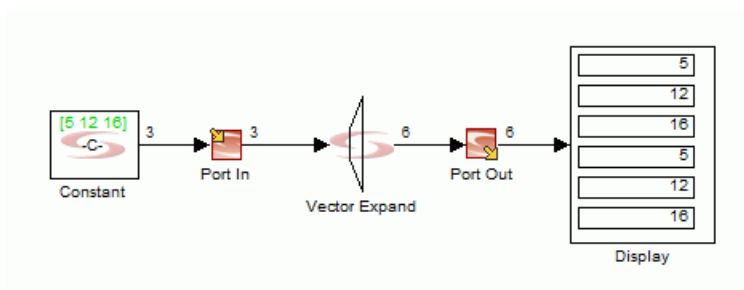 [5 12 16]
-C-
Constant
3
Port In
3
Vector Expand
6
Port Out
6
5
12
16
5
12
16
Display